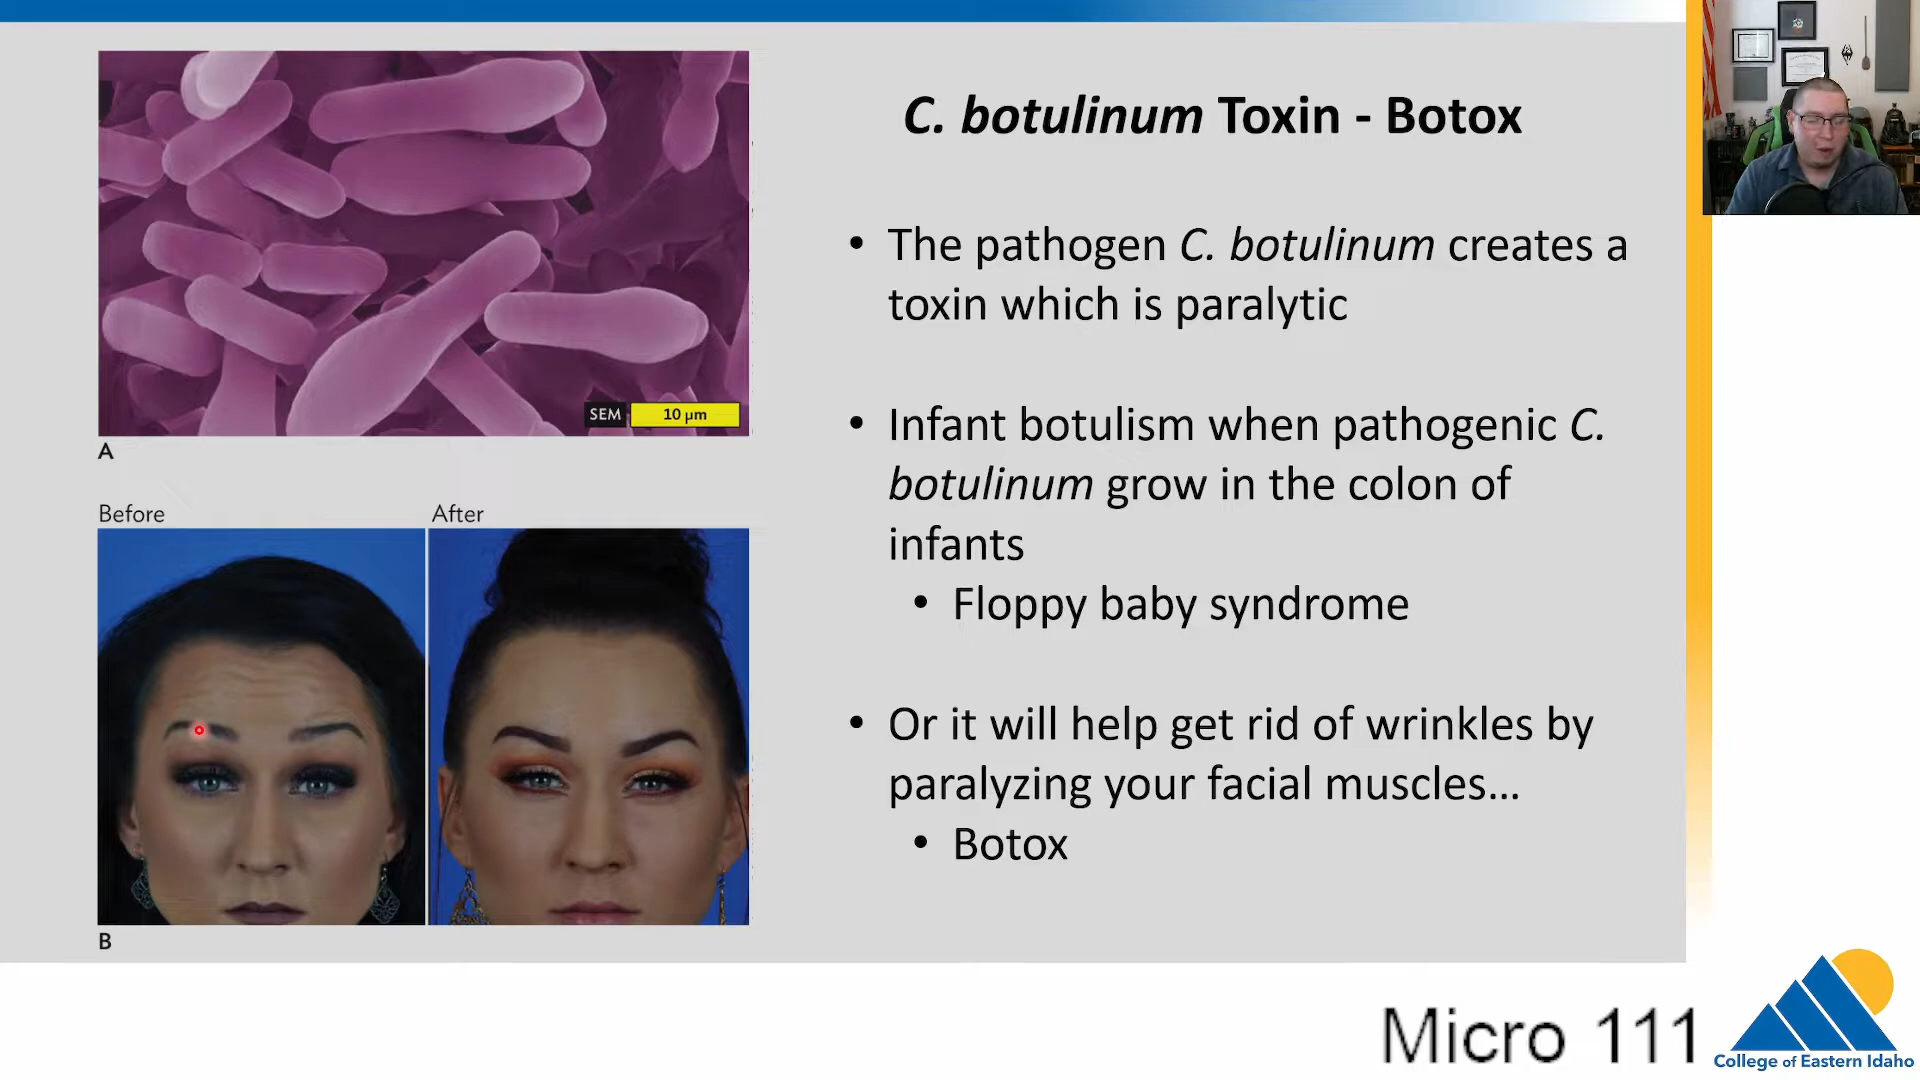 C. botulinum Toxin - Botox
SEM
10 µm
A
Before
After
B
• The pathogen C. botulinum creates a
toxin which is paralytic
• Infant botulism when pathogenic C.
botulinum grow in the colon of
infants
• Floppy baby syndrome
• Or it will help get rid of wrinkles by
paralyzing your facial muscles...
• Botox
Micro 111
College of Eastern Idaho